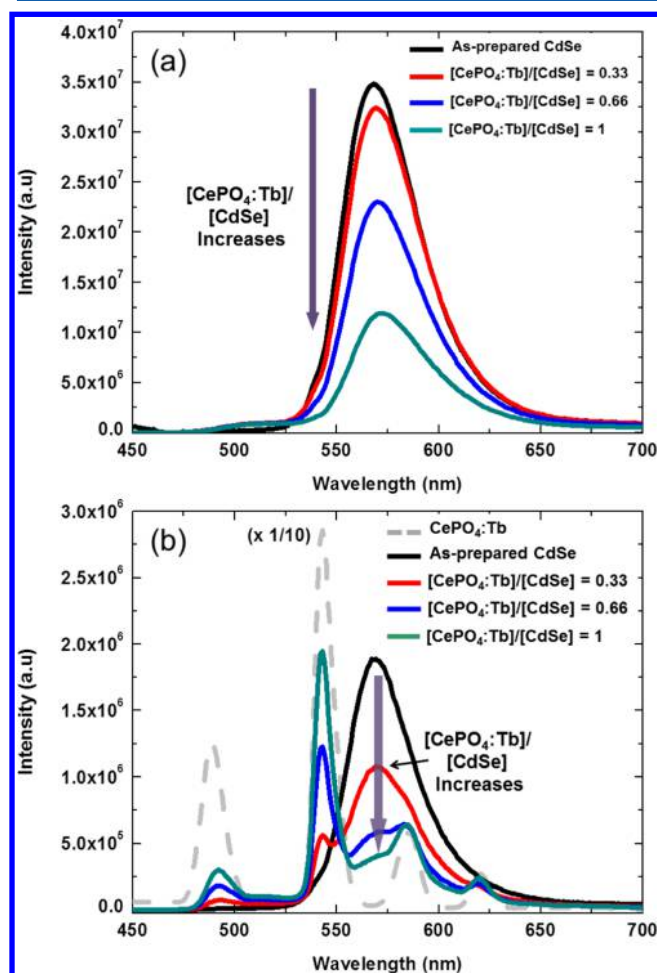 4.0x10⁷
3.5x10⁷
3.0x10⁷
2.5x10⁷
2.0x10⁷
1.5x10⁷
1.0x10⁷
5.0x10⁶
0.0
Intensity (a.u)
(a)
As-prepared CdSe
[CePO₄:Tb]/[CdSe] = 0.33
[CePO₄:Tb]/[CdSe] = 0.66
[CePO₄:Tb]/[CdSe] = 1
[CePO₄:Tb]/
[CdSe]
Increases
450 500 550 600 650 700
Wavelength (nm)
3.0x10⁶
2.5x10⁶
2.0x10⁶
1.5x10⁶
1.0x10⁶
5.0x10⁵
0.0
Intensity (a.u)
(b)
(x 1/10)
CePO₄:Tb
As-prepared CdSe
[CePO₄:Tb]/[CdSe] = 0.33
[CePO₄:Tb]/[CdSe] = 0.66
[CePO₄:Tb]/[CdSe] = 1
[CePO₄:Tb]/
[CdSe]
Increases
450 500 550 600 650 700
Wavelength (nm)